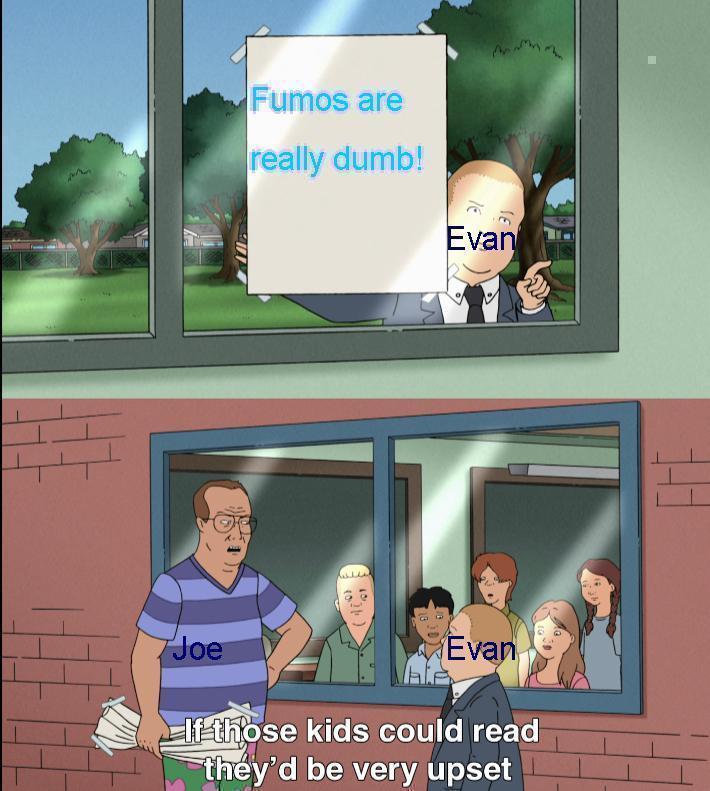 Fumos are
really dumb!
Evan
Joe
Evan
If those kids could read
they'd be very upset